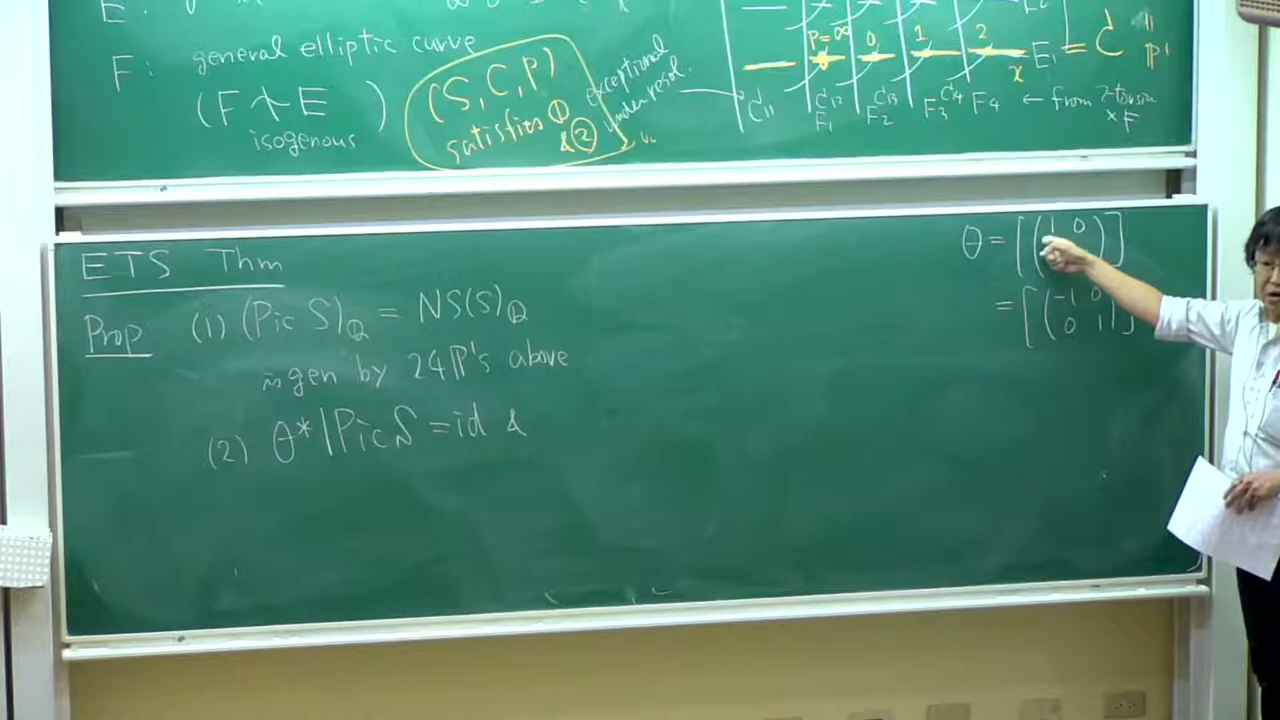 F: general elliptic curve
(F ≁ E)
isogenous
(S, C, P)
satisfies ①
& ②
exceptional
under resol.
P=∞ 0 1 2
x E₁ = C
ℙ¹
C₁₁ C₁₂ C₁₃ C₁₄
F₁ F₂ F₃ F₄ ← from 2-torsion
× F
ETS Thm
Prop (1) (Pic S)_ℚ = NS(S)_ℚ
is gen by 24 ℙ¹'s above
(2) θ*|Pic S = id &
θ = [(1 0
= [(-1 0
0 1)]